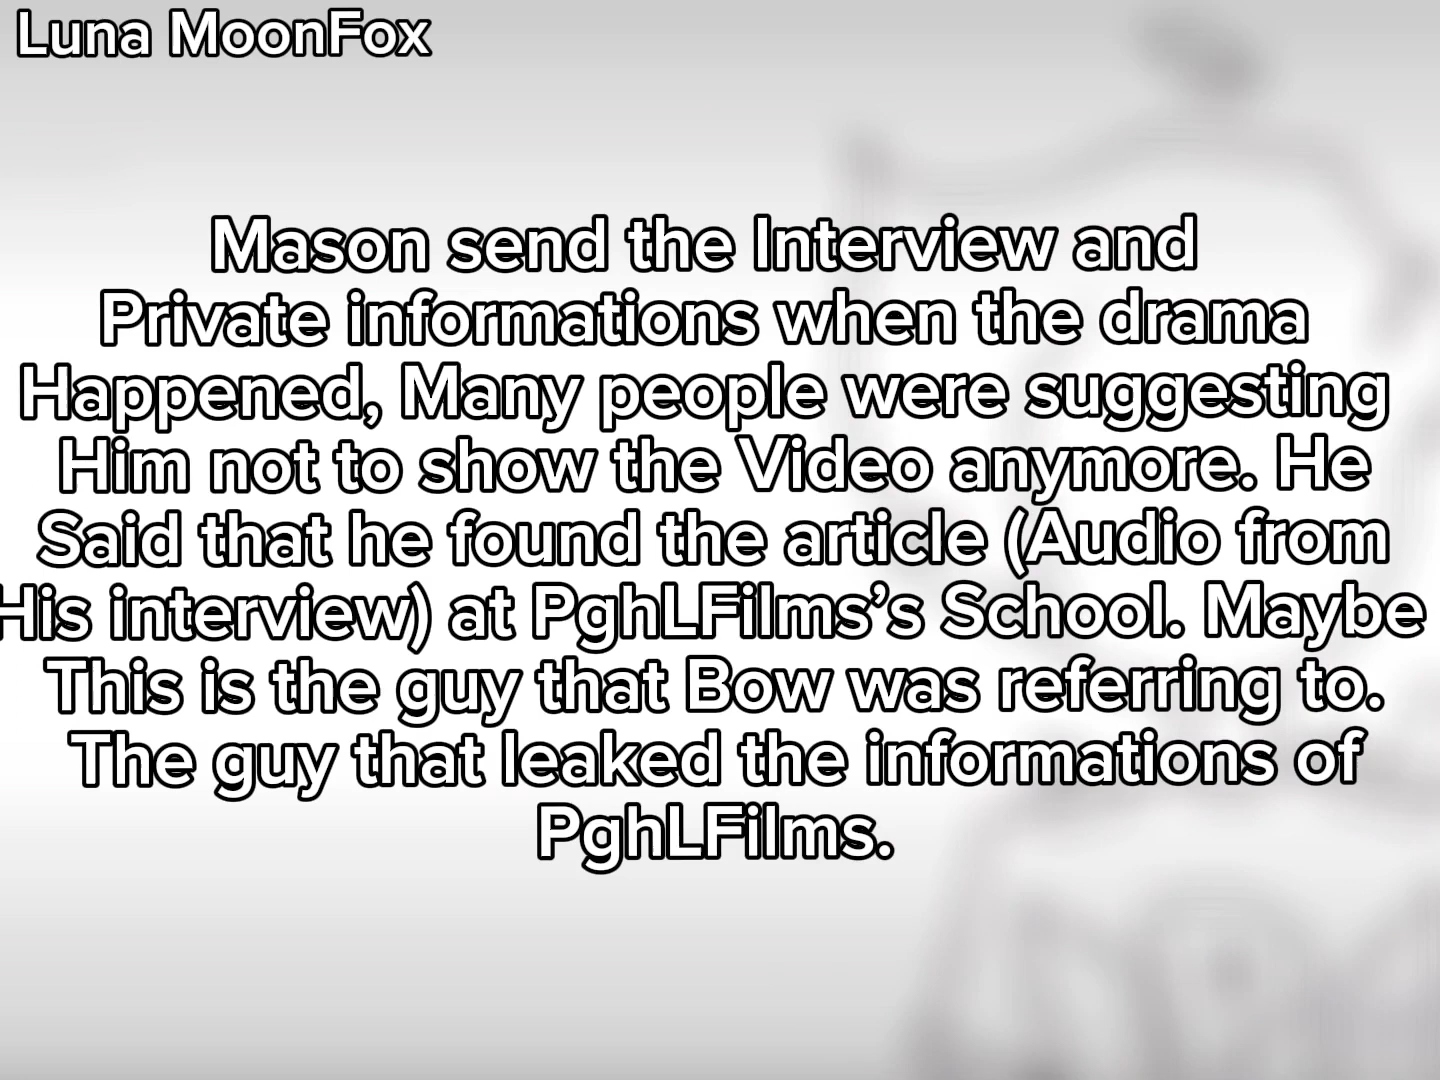 Luna MoonFox
Mason send the Interview and
Private informations when the drama
Happened, Many people were suggesting
Him not to show the Video anymore. He
Said that he found the article (Audio from
His interview) at PghLFilms’s School. Maybe
This is the guy that Bow was referring to.
The guy that leaked the informations of
PghLFilms.